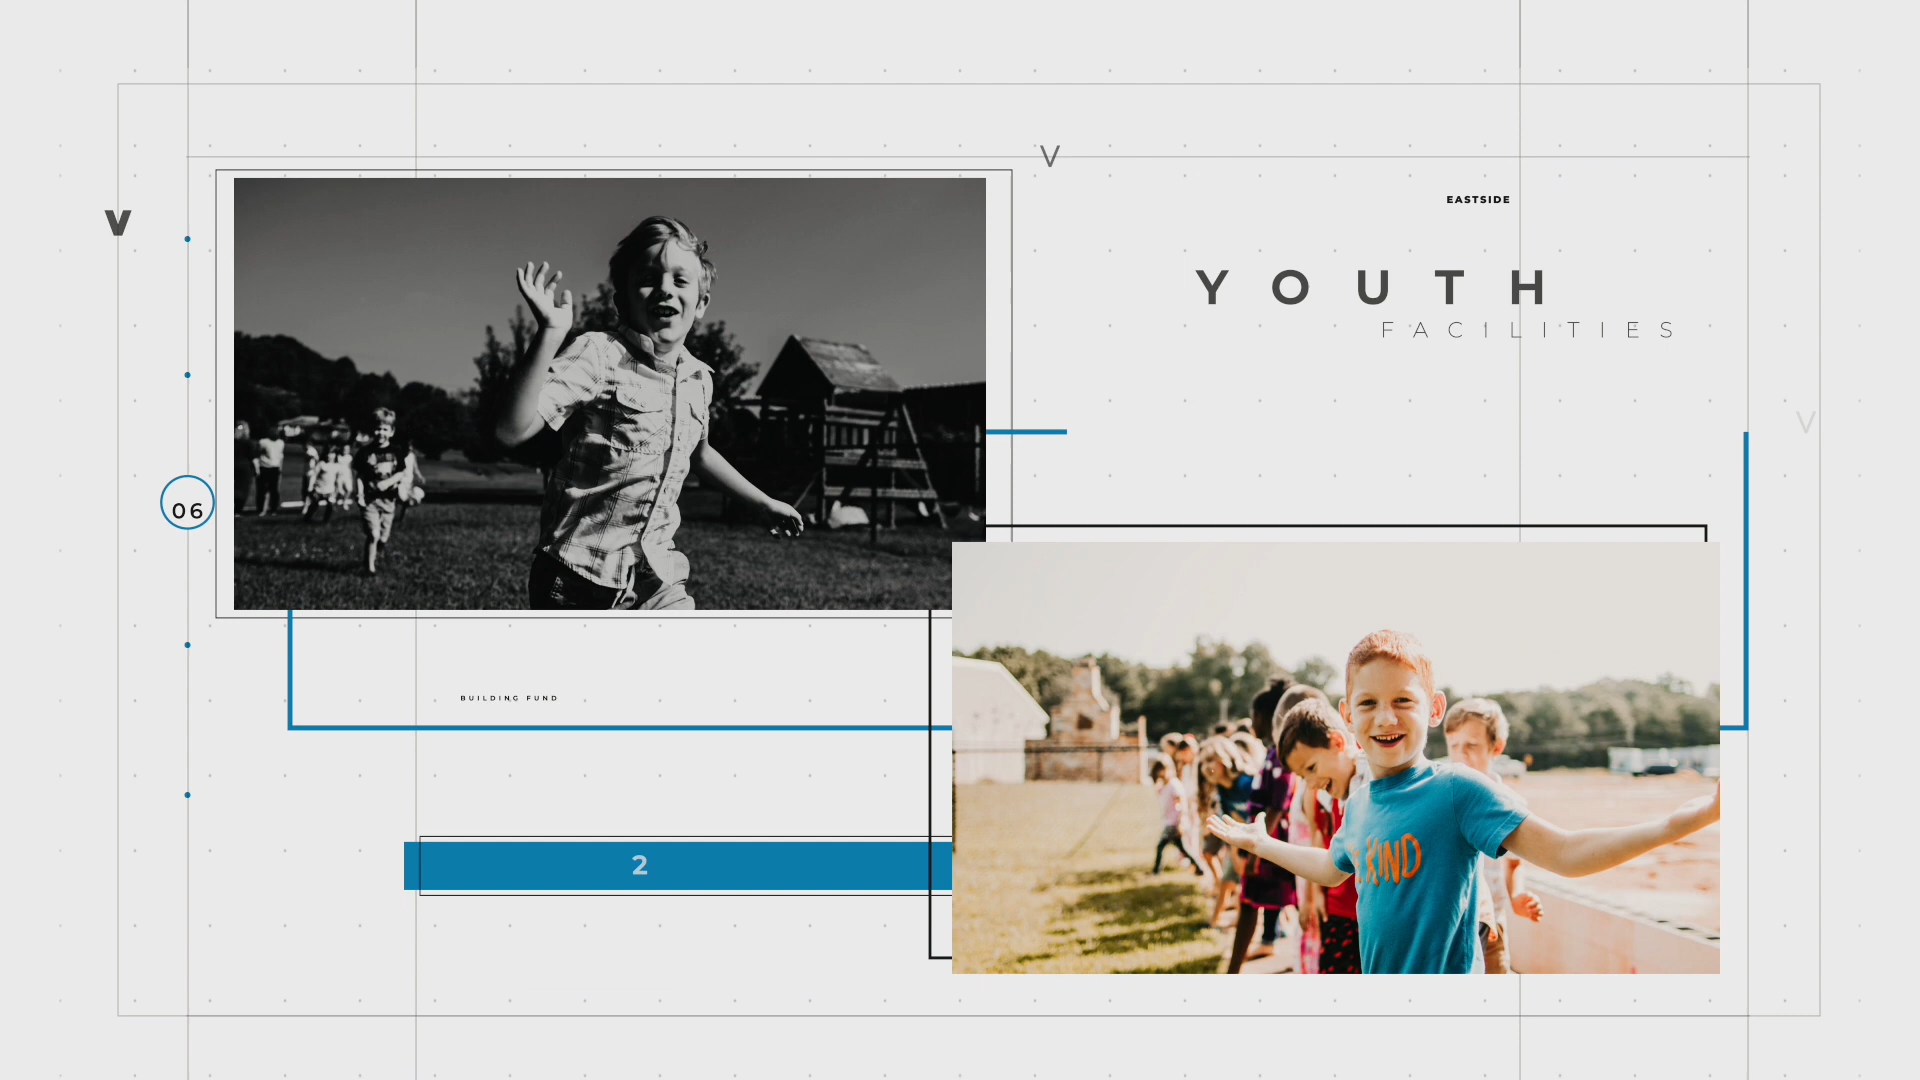 V
V
EASTSIDE
YOUTH
FACILITIES
V
06
BUILDING FUND
2
KIND